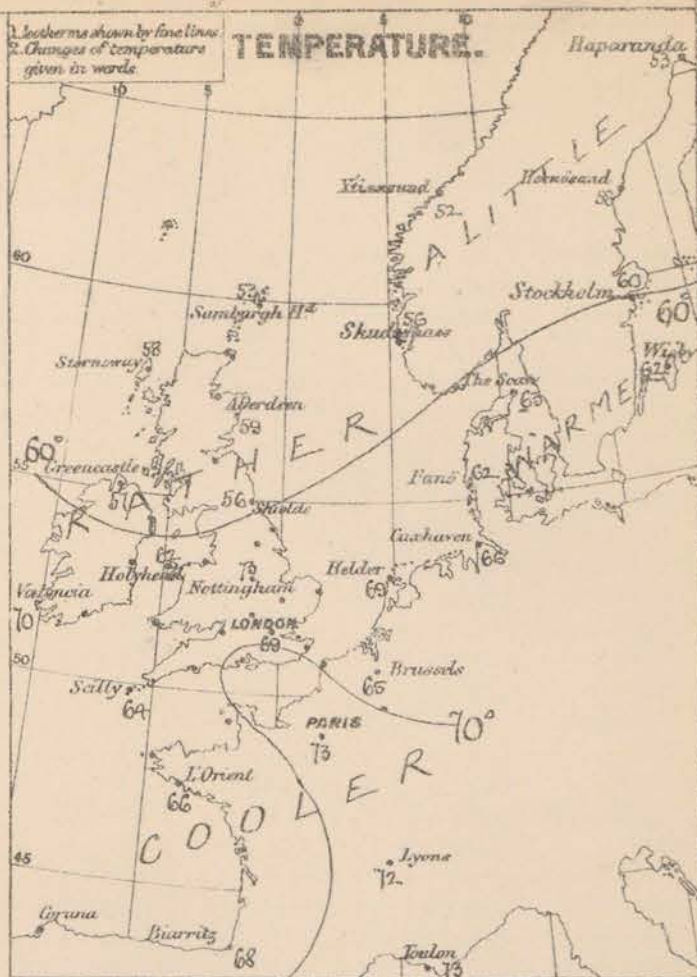 1. Isotherms shown by fine lines
2. Changes of temperature
given in words
TEMPERATURE.
Haparanda
53
10
5
0
5
10
Hernösand
58
Xtiansund
52
A LITTLE
60
Sumburgh Hd
Stockholm
60
60°
Skudesnaes
56
Stornoway
58
Wisby
62
The Scaw
63
Aberdeen
59
WARMER
60°
55
Greencastle
Fanö
62
RATHER
56
Shields
Cuxhaven
66
Holyhead
Nottingham
Helder
69
Valencia
70
LONDON
69
50
Brussels
65
Scilly
64
PARIS
73
70°
L'Orient
66
COOLER
45
Lyons
72
Coruna
Biarritz
68
Toulon
73